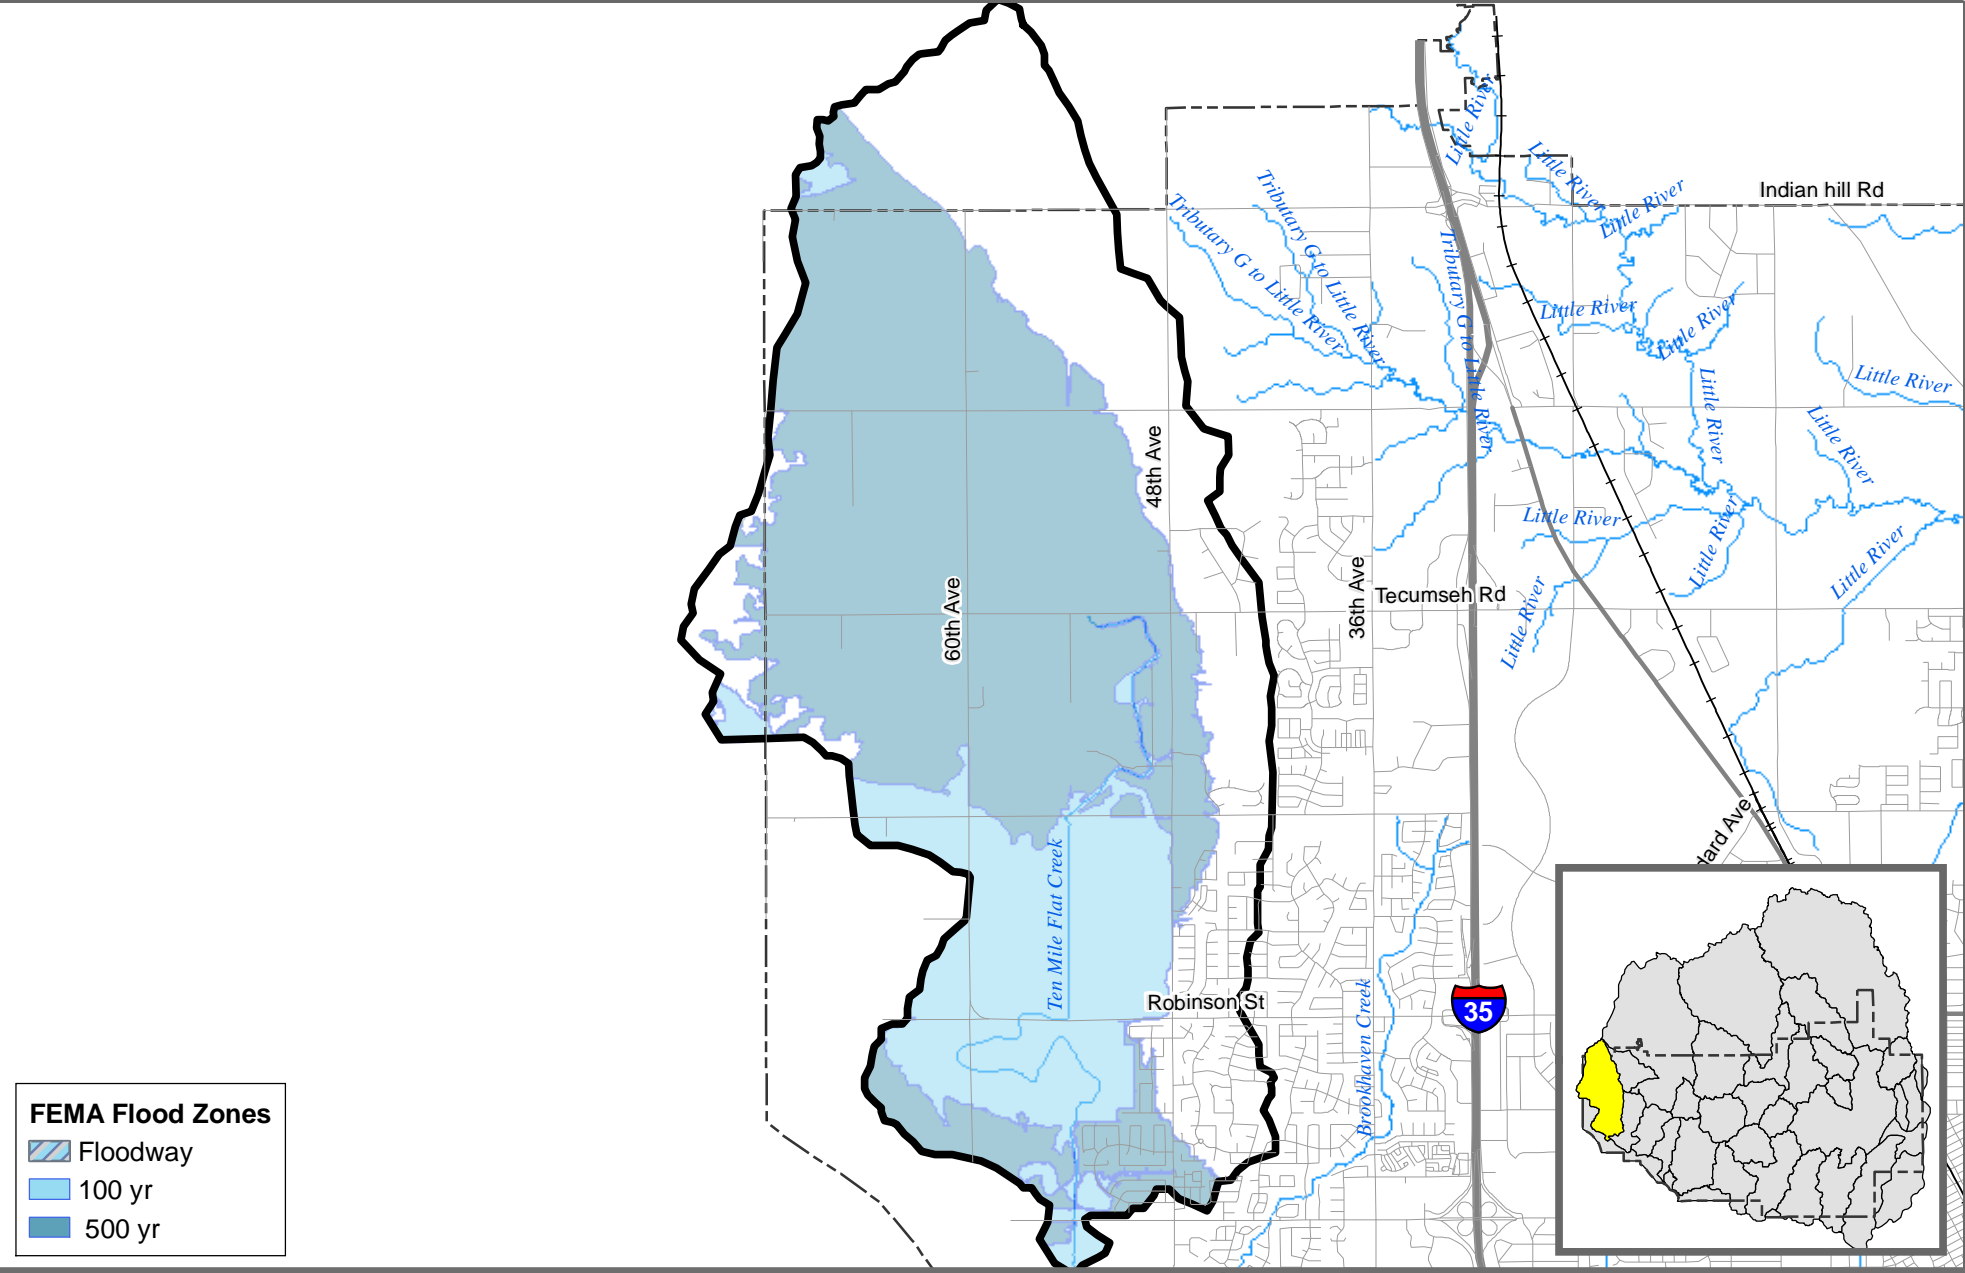 Little River
Little River
Little River
Indian hill Rd
Tributary G to Little River
Tributary G to Little River
Tributary G to Little River
Little River
Little River
Little River
Little River
Little River
48th Ave
Little River
Little River
Little River
60th Ave
36th Ave
Tecumseh Rd
Little River
dard Ave
Ten Mile Flat Creek
Robinson St
Brookhaven Creek
35
FEMA Flood Zones
Floodway
100 yr
500 yr